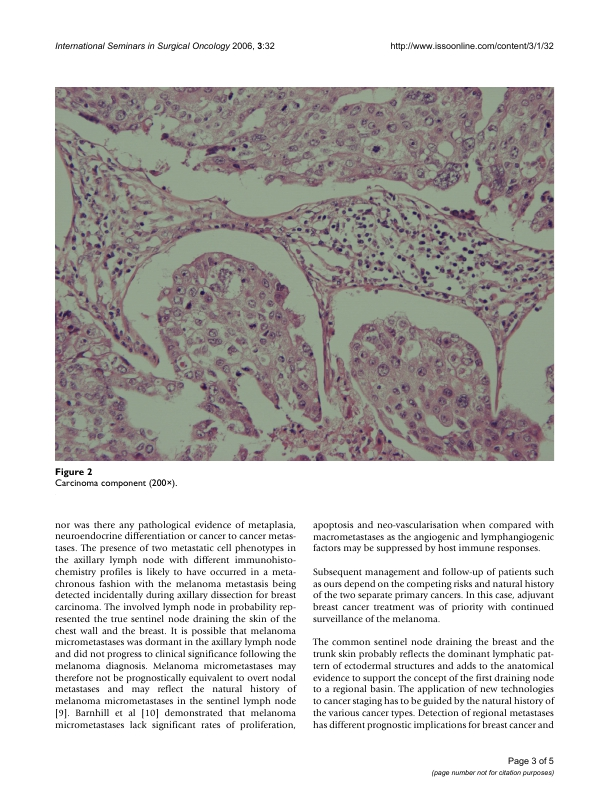 International Seminars in Surgical Oncology 2006, 3:32
http://www.issoonline.com/content/3/1/32
Figure 2
Carcinoma component (200×).
nor was there any pathological evidence of metaplasia,
neuroendocrine differentiation or cancer to cancer metas-
tases. The presence of two metastatic cell phenotypes in
the axillary lymph node with different immunohisto-
chemistry profiles is likely to have occurred in a meta-
chronous fashion with the melanoma metastasis being
detected incidentally during axillary dissection for breast
carcinoma. The involved lymph node in probability rep-
resented the true sentinel node draining the skin of the
chest wall and the breast. It is possible that melanoma
micrometastases was dormant in the axillary lymph node
and did not progress to clinical significance following the
melanoma diagnosis. Melanoma micrometastases may
therefore not be prognostically equivalent to overt nodal
metastases and may reflect the natural history of
melanoma micrometastases in the sentinel lymph node
[9]. Barnhill et al [10] demonstrated that melanoma
micrometastases lack significant rates of proliferation,
apoptosis and neo-vascularisation when compared with
macrometastases as the angiogenic and lymphangiogenic
factors may be suppressed by host immune responses.
Subsequent management and follow-up of patients such
as ours depend on the competing risks and natural history
of the two separate primary cancers. In this case, adjuvant
breast cancer treatment was of priority with continued
surveillance of the melanoma.
The common sentinel node draining the breast and the
trunk skin probably reflects the dominant lymphatic pat-
tern of ectodermal structures and adds to the anatomical
evidence to support the concept of the first draining node
to a regional basin. The application of new technologies
to cancer staging has to be guided by the natural history of
the various cancer types. Detection of regional metastases
has different prognostic implications for breast cancer and
Page 3 of 5
(page number not for citation purposes)